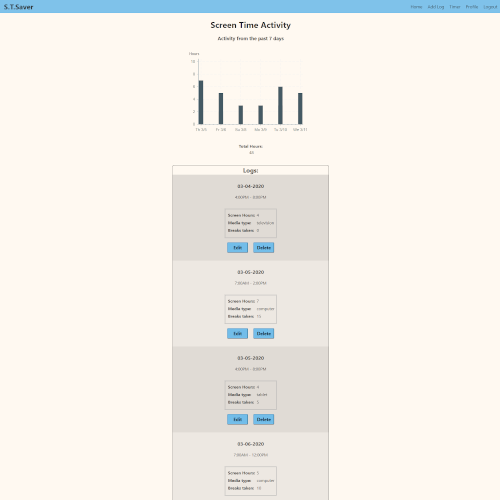 S.T.Saver
Home Add Log Timer Profile Logout
Screen Time Activity
Activity from the past 7 days
Hours
10
8
6
4
2
0
Th 3/5 Fr 3/6 Su 3/8 Mo 3/9 Tu 3/10 We 3/11
Total Hours:
40
Logs:
03-04-2020
4:00PM - 8:00PM
Screen Hours: 4
Media type: television
Breaks taken:
Edit Delete
03-05-2020
7:00AM - 2:00PM
Screen Hours: 7
Media type: computer
Breaks taken: 10
Edit Delete
03-05-2020
4:00PM -
Screen Hours: 4
Media type: tablet
Breaks taken:
Edit Delete
03-06-2020
7:00AM - 12:00PM
Screen Hours: 5
Media type: computer
Breaks taken: 10